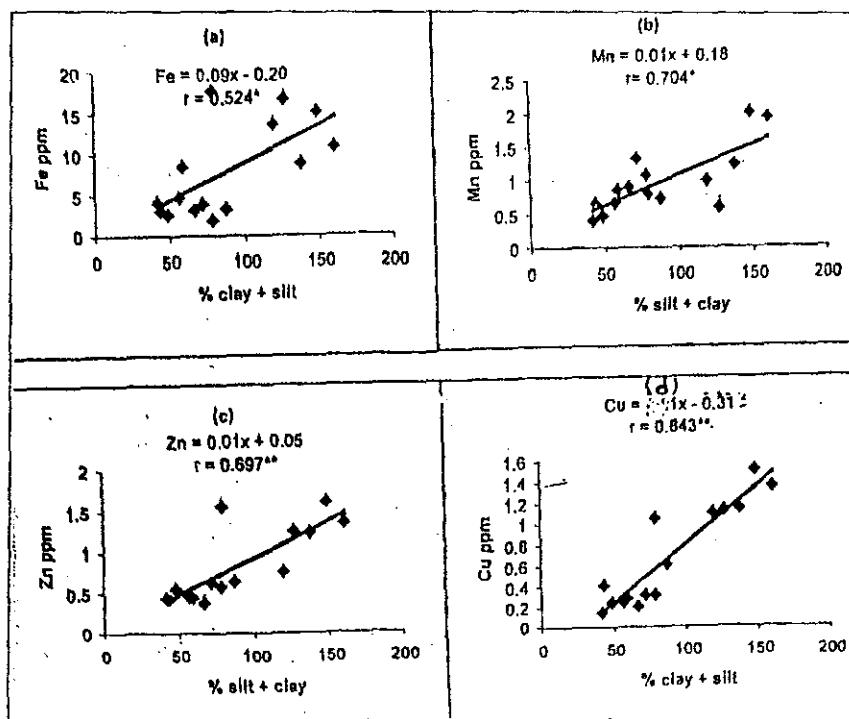 (a)
Fe = 0.09x - 0.20
r = 0.524*
20
15
10
5
0
Fe ppm
0 50 100 150 200
% clay + silt
(b)
Mn = 0.01x + 0.18
r= 0.704*
2.5
2
1.5
1
0.5
0
Mn ppm
0 50 100 150 200
% silt + clay
(c)
Zn = 0.01x + 0.05
r = 0.697**
2
1.5
1
0.5
0
Zn ppm
0 50 100 150 200
% silt + clay
(d)
Cu = 1x - 0.31
r = 0.843**
1.6
1.4
1.2
1
0.8
0.6
0.4
0.2
0
Cu ppm
0 50 100 150 200
% clay + silt